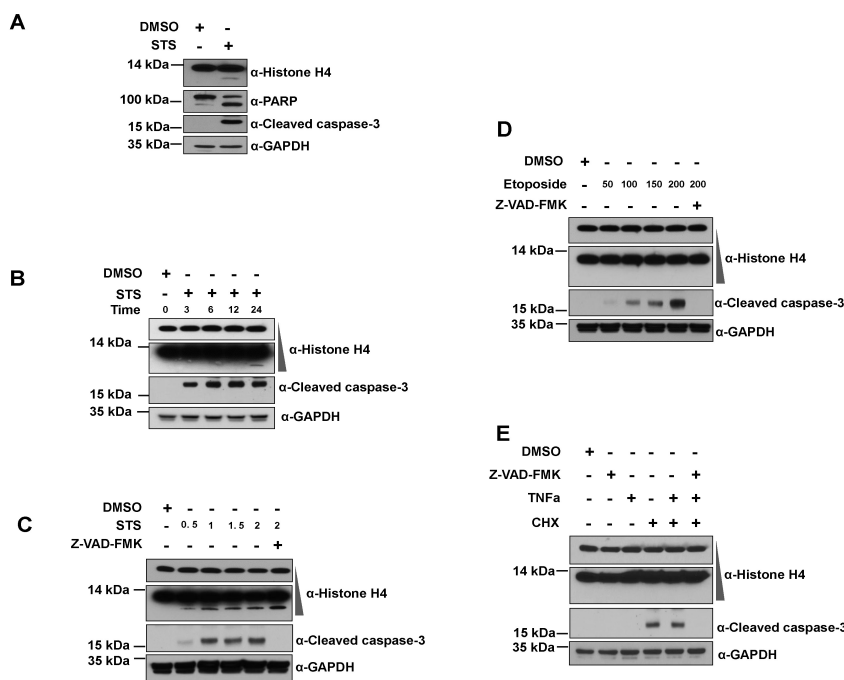 A
DMSO + -
STS - +
14 kDa α-Histone H4
100 kDa α-PARP
15 kDa α-Cleaved caspase-3
35 kDa α-GAPDH
B
DMSO + - - - -
STS - + + + +
Time 0 3 6 12 24
14 kDa α-Histone H4
15 kDa α-Cleaved caspase-3
35 kDa α-GAPDH
C
DMSO + - - - - -
STS - 0.5 1 1.5 2 2
Z-VAD-FMK - - - - - +
14 kDa α-Histone H4
15 kDa α-Cleaved caspase-3
35 kDa α-GAPDH
D
DMSO + - - - - -
Etoposide - 50 100 150 200 200
Z-VAD-FMK - - - - - +
14 kDa α-Histone H4
15 kDa α-Cleaved caspase-3
35 kDa α-GAPDH
E
DMSO + - - - - -
Z-VAD-FMK - + - - - +
TNFa - - + - + +
CHX - - - + + +
14 kDa α-Histone H4
15 kDa α-Cleaved caspase-3
35 kDa α-GAPDH